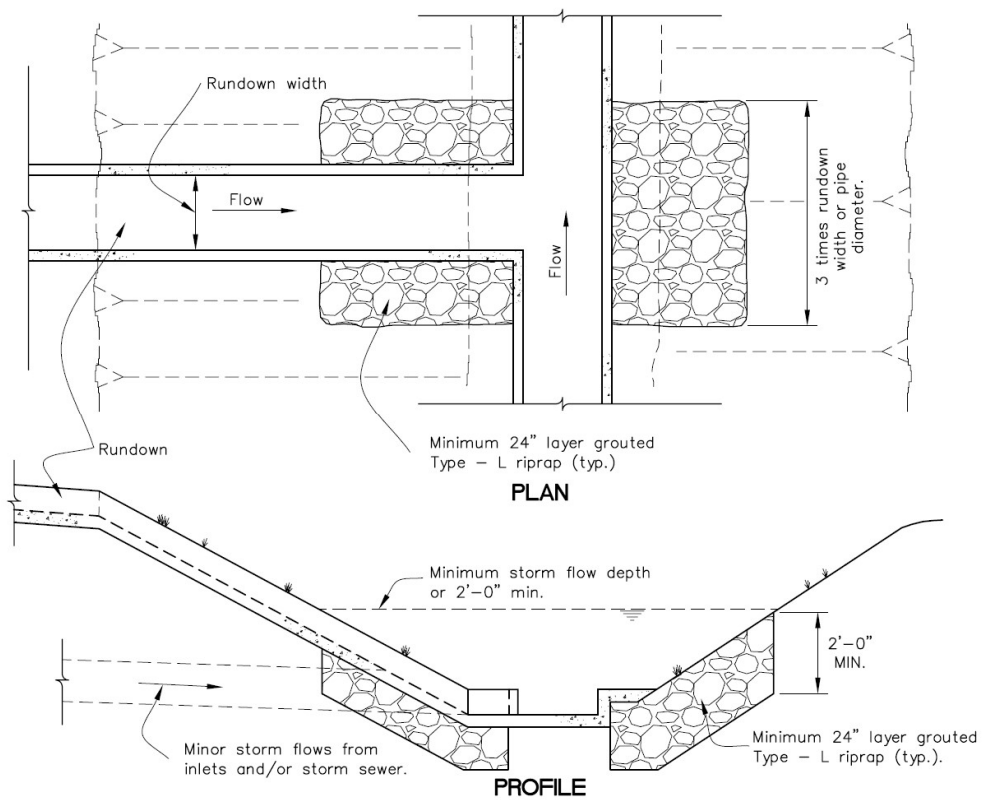 Rundown width
Flow
Flow
3 times rundown
width or pipe
diameter.
Rundown
Minimum 24" layer grouted
Type – L riprap (typ.)
PLAN
Minimum storm flow depth
or 2'–0" min.
2'–0"
MIN.
Minor storm flows from
inlets and/or storm sewer.
Minimum 24" layer grouted
Type – L riprap (typ.).
PROFILE